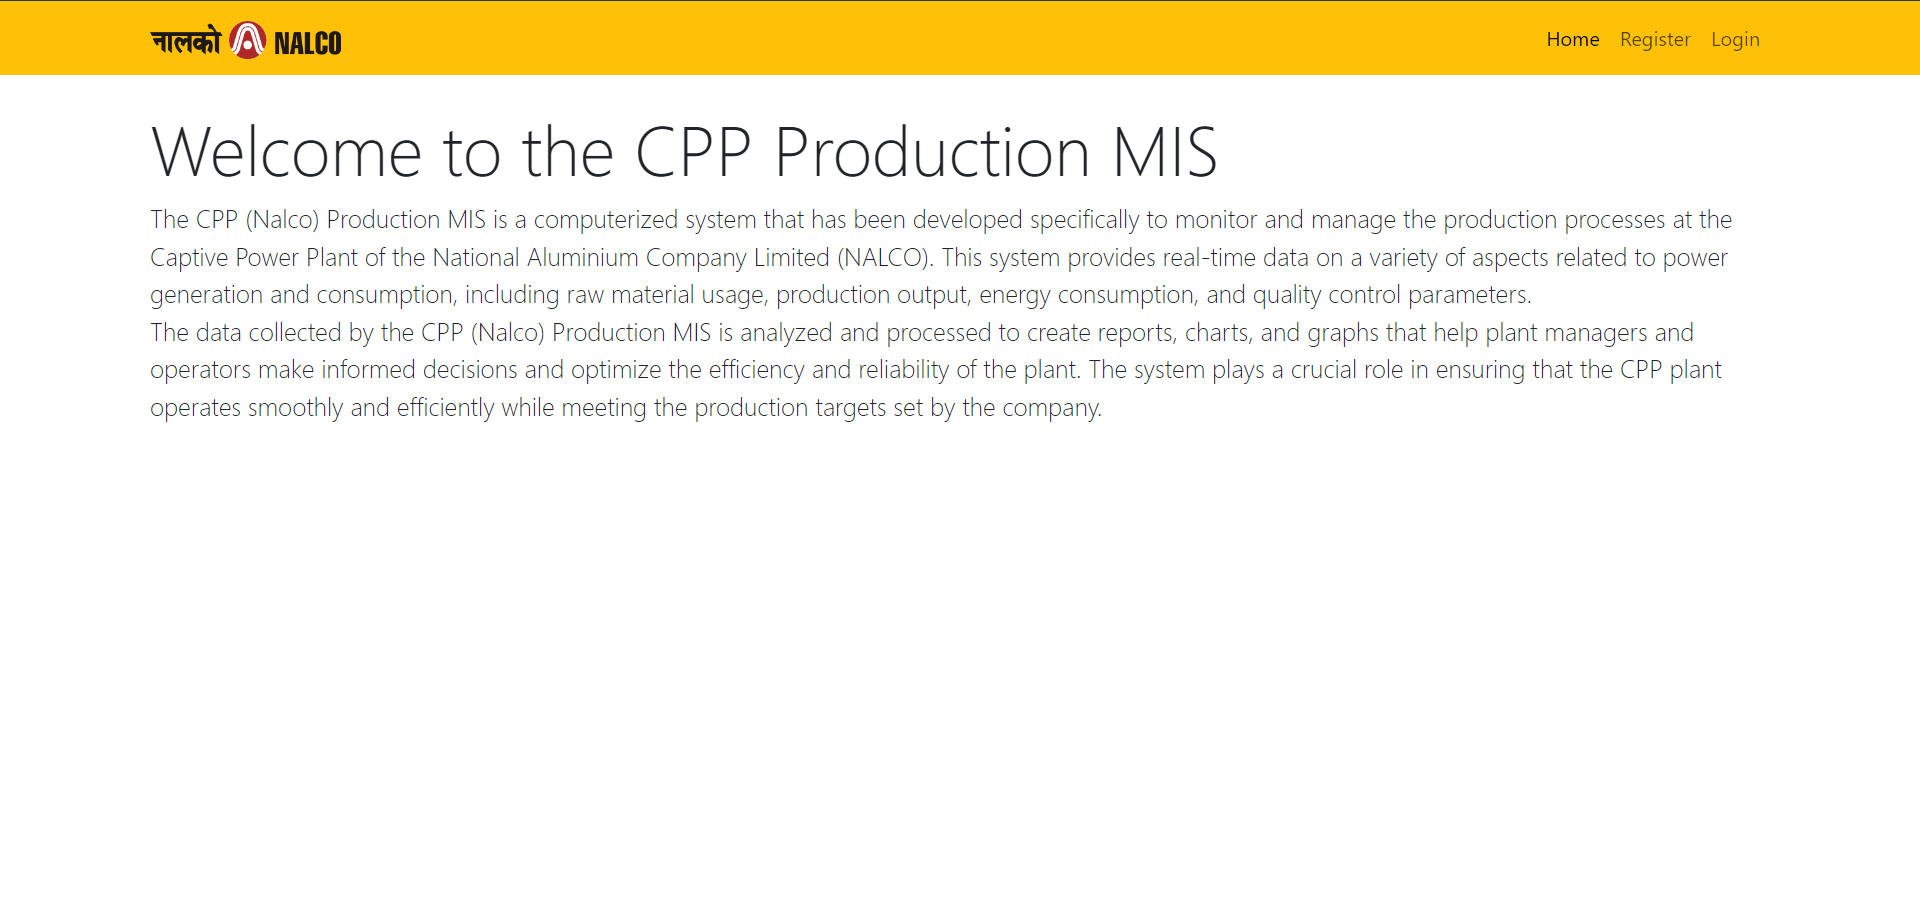 नालको NALCO
Home Register Login
Welcome to the CPP Production MIS
The CPP (Nalco) Production MIS is a computerized system that has been developed specifically to monitor and manage the production processes at the
Captive Power Plant of the National Aluminium Company Limited (NALCO). This system provides real-time data on a variety of aspects related to power
generation and consumption, including raw material usage, production output, energy consumption, and quality control parameters.
The data collected by the CPP (Nalco) Production MIS is analyzed and processed to create reports, charts, and graphs that help plant managers and
operators make informed decisions and optimize the efficiency and reliability of the plant. The system plays a crucial role in ensuring that the CPP plant
operates smoothly and efficiently while meeting the production targets set by the company.